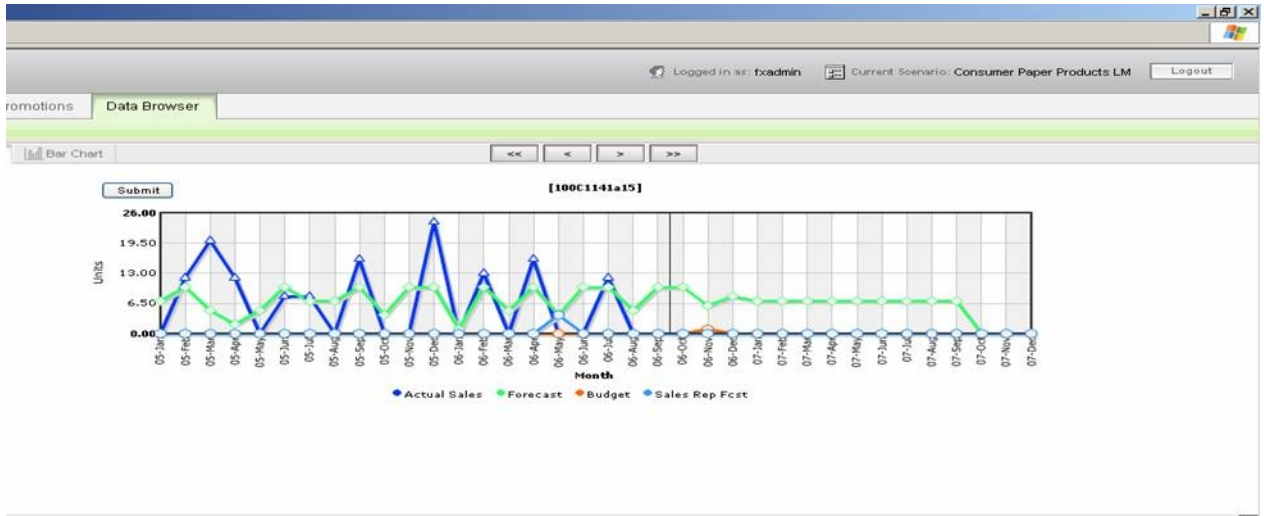 Logged in as: fxadmin Current Scenario: Consumer Paper Products LM Logout
romotions Data Browser
Bar Chart << < > >>
Submit [100C1141a15]
26.00
19.50
13.00
6.50
0.00
Units
05-Jan 05-Feb 05-Mar 05-Apr 05-May 05-Jun 05-Jul 05-Aug 05-Sep 05-Oct 05-Nov 05-Dec 06-Jan 06-Feb 06-Mar 06-Apr 06-May 06-Jun 06-Jul 06-Aug 06-Sep 06-Oct 06-Nov 06-Dec 07-Jan 07-Feb 07-Mar 07-Apr 07-May 07-Jun 07-Jul 07-Aug 07-Sep 07-Oct 07-Nov 07-Dec
Month
Actual Sales Forecast Budget Sales Rep Fcst